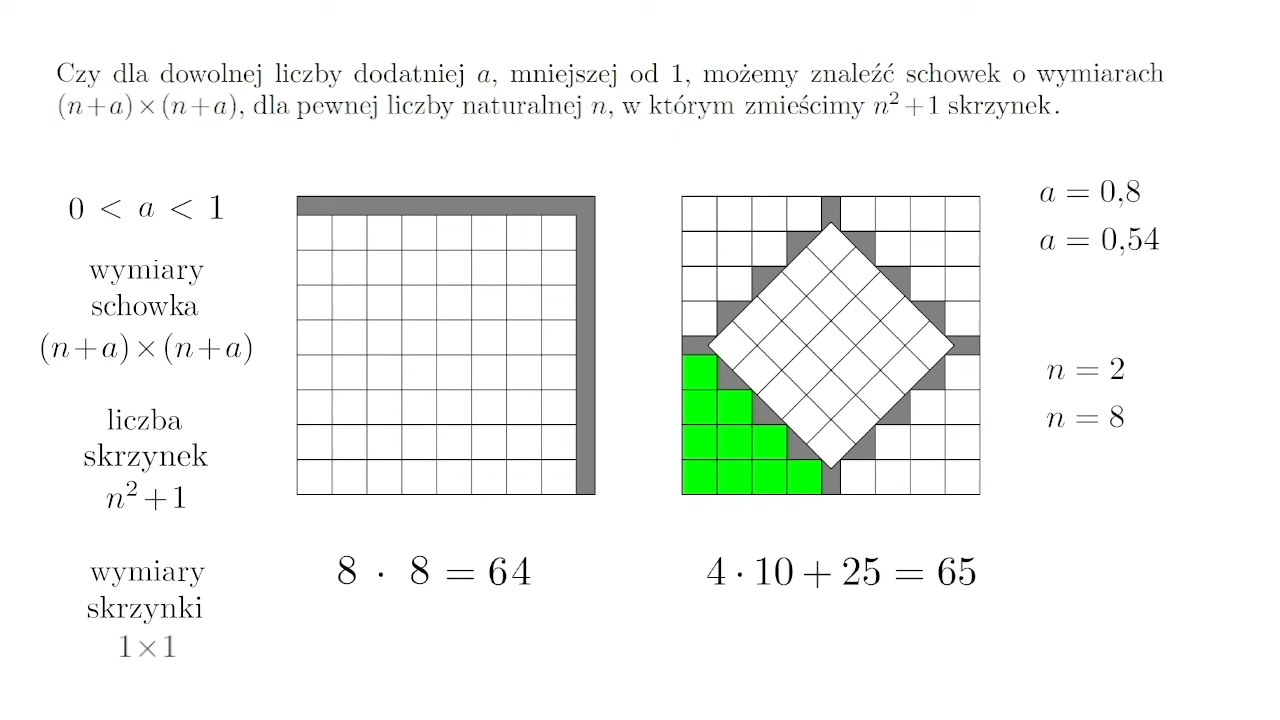 Czy dla dowolnej liczby dodatniej a, mniejszej od 1, możemy znaleźć schowek o wymiarach
(n+a)×(n+a), dla pewnej liczby naturalnej n, w którym zmieścimy n²+1 skrzynek.
0 < a < 1
wymiary
schowka
(n+a)×(n+a)
liczba
skrzynek
n²+1
wymiary
skrzynki
1×1
8 · 8 = 64
4·10+25 = 65
a = 0,8
a = 0,54
n = 2
n = 8